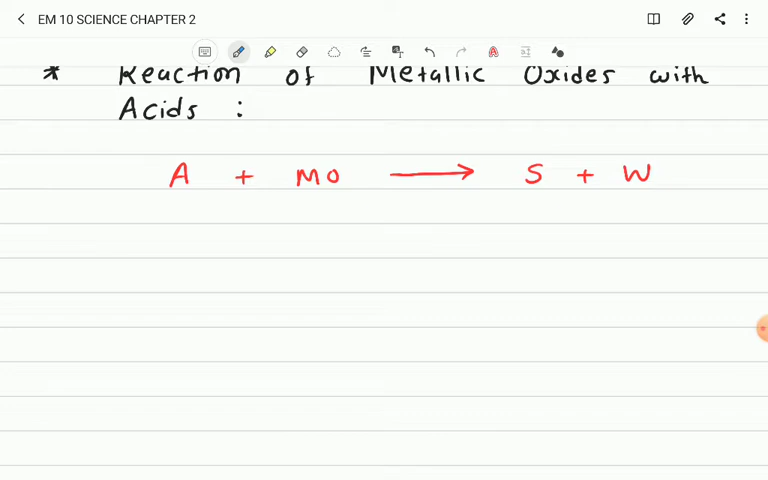 EM 10 SCIENCE CHAPTER 2
* Reaction of Metallic Oxides with
Acids :
A + MO ⟶ S + W